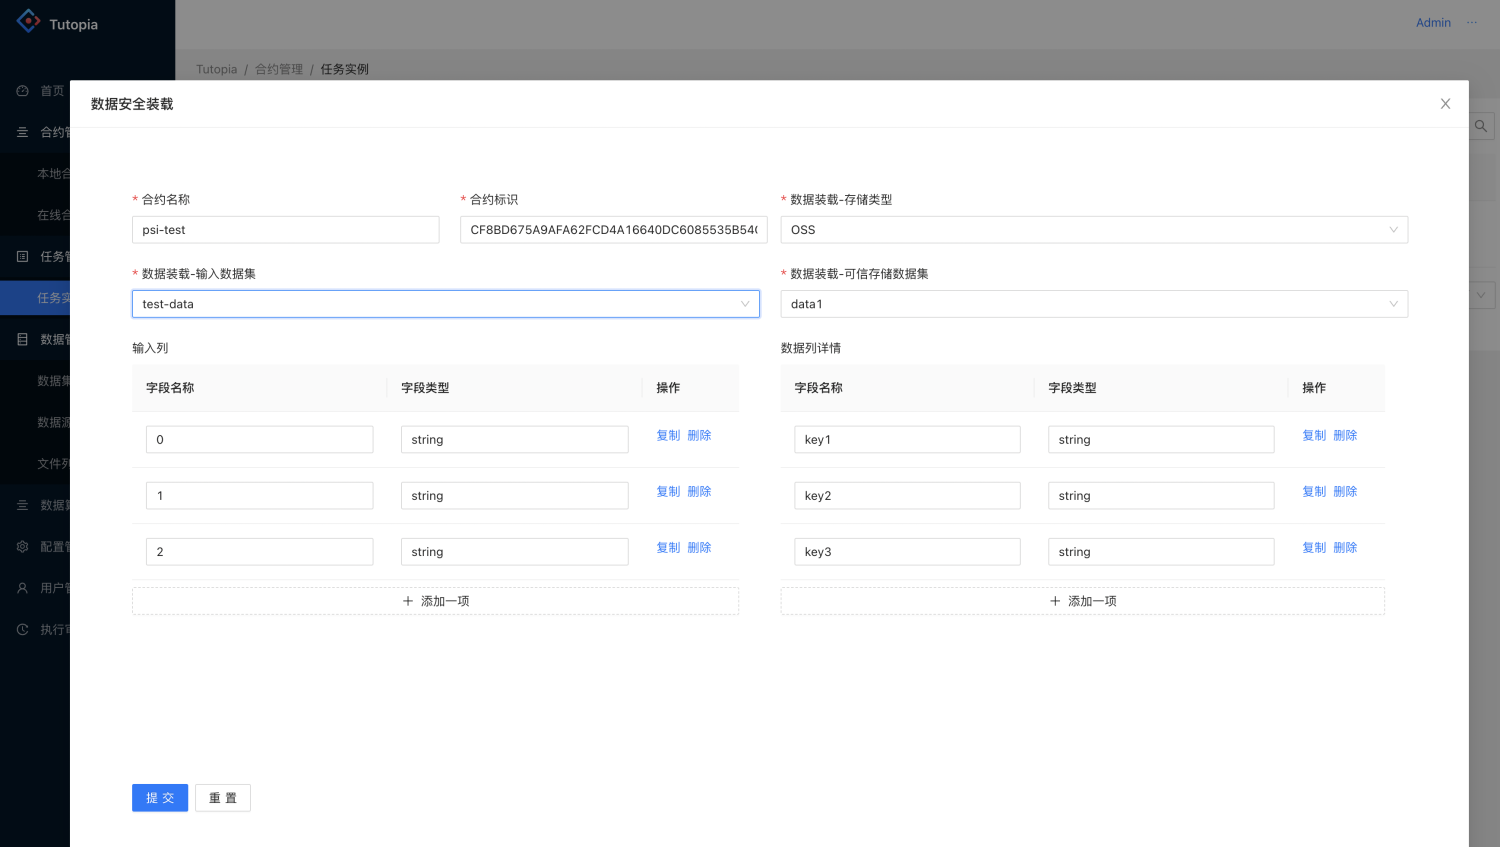 Tutopia
Admin ···
Tutopia / 合约管理 / 任务实例
首页
合约管
本地合
在线合
任务管
任务实
数据管
数据集
数据源
文件列
数据算
配置管
用户管
执行审
数据安全装载
* 合约名称
psi-test
* 合约标识
CF8BD675A9AFA62FCD4A16640DC6085535B54
* 数据装载-存储类型
OSS
* 数据装载-输入数据集
test-data
* 数据装载-可信存储数据集
data1
输入列
字段名称 字段类型 操作
0 string 复制 删除
1 string 复制 删除
2 string 复制 删除
+ 添加一项
数据列详情
字段名称 字段类型 操作
key1 string 复制 删除
key2 string 复制 删除
key3 string 复制 删除
+ 添加一项
提 交 重 置